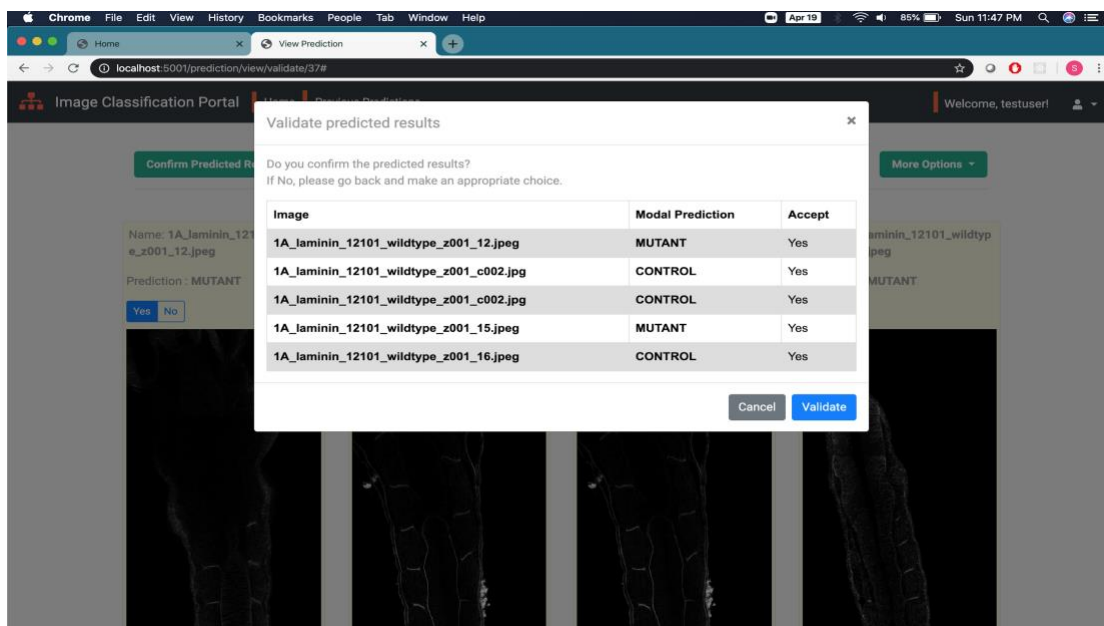 Chrome File Edit View History Bookmarks People Tab Window Help Apr 19 85% Sun 11:47 PM
Home × View Prediction × +
localhost:5001/prediction/view/validate/37# S
Image Classification Portal Home Previous Predictions Welcome, testuser!
Validate predicted results ×
Confirm Predicted Re More Options
Do you confirm the predicted results?
If No, please go back and make an appropriate choice.
Image Modal Prediction Accept
1A_laminin_12101_wildtype_z001_12.jpeg MUTANT Yes
1A_laminin_12101_wildtype_z001_c002.jpg CONTROL Yes
1A_laminin_12101_wildtype_z001_c002.jpg CONTROL Yes
1A_laminin_12101_wildtype_z001_15.jpeg MUTANT Yes
1A_laminin_12101_wildtype_z001_16.jpeg CONTROL Yes
Cancel Validate
Name: 1A_laminin_121
e_z001_12.jpeg
Prediction : MUTANT
Yes No
aminin_12101_wildtyp
jpeg
MUTANT